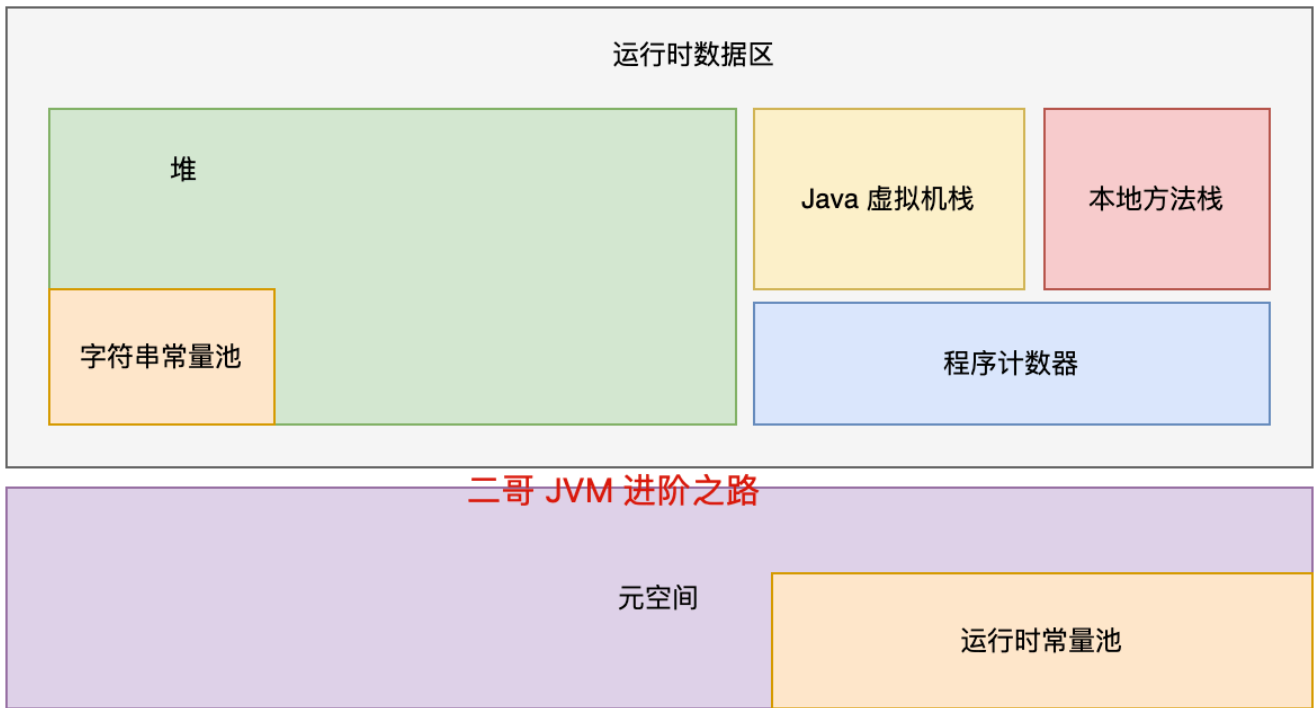 运行时数据区
堆
Java 虚拟机栈
本地方法栈
字符串常量池
程序计数器
二哥 JVM 进阶之路
元空间
运行时常量池